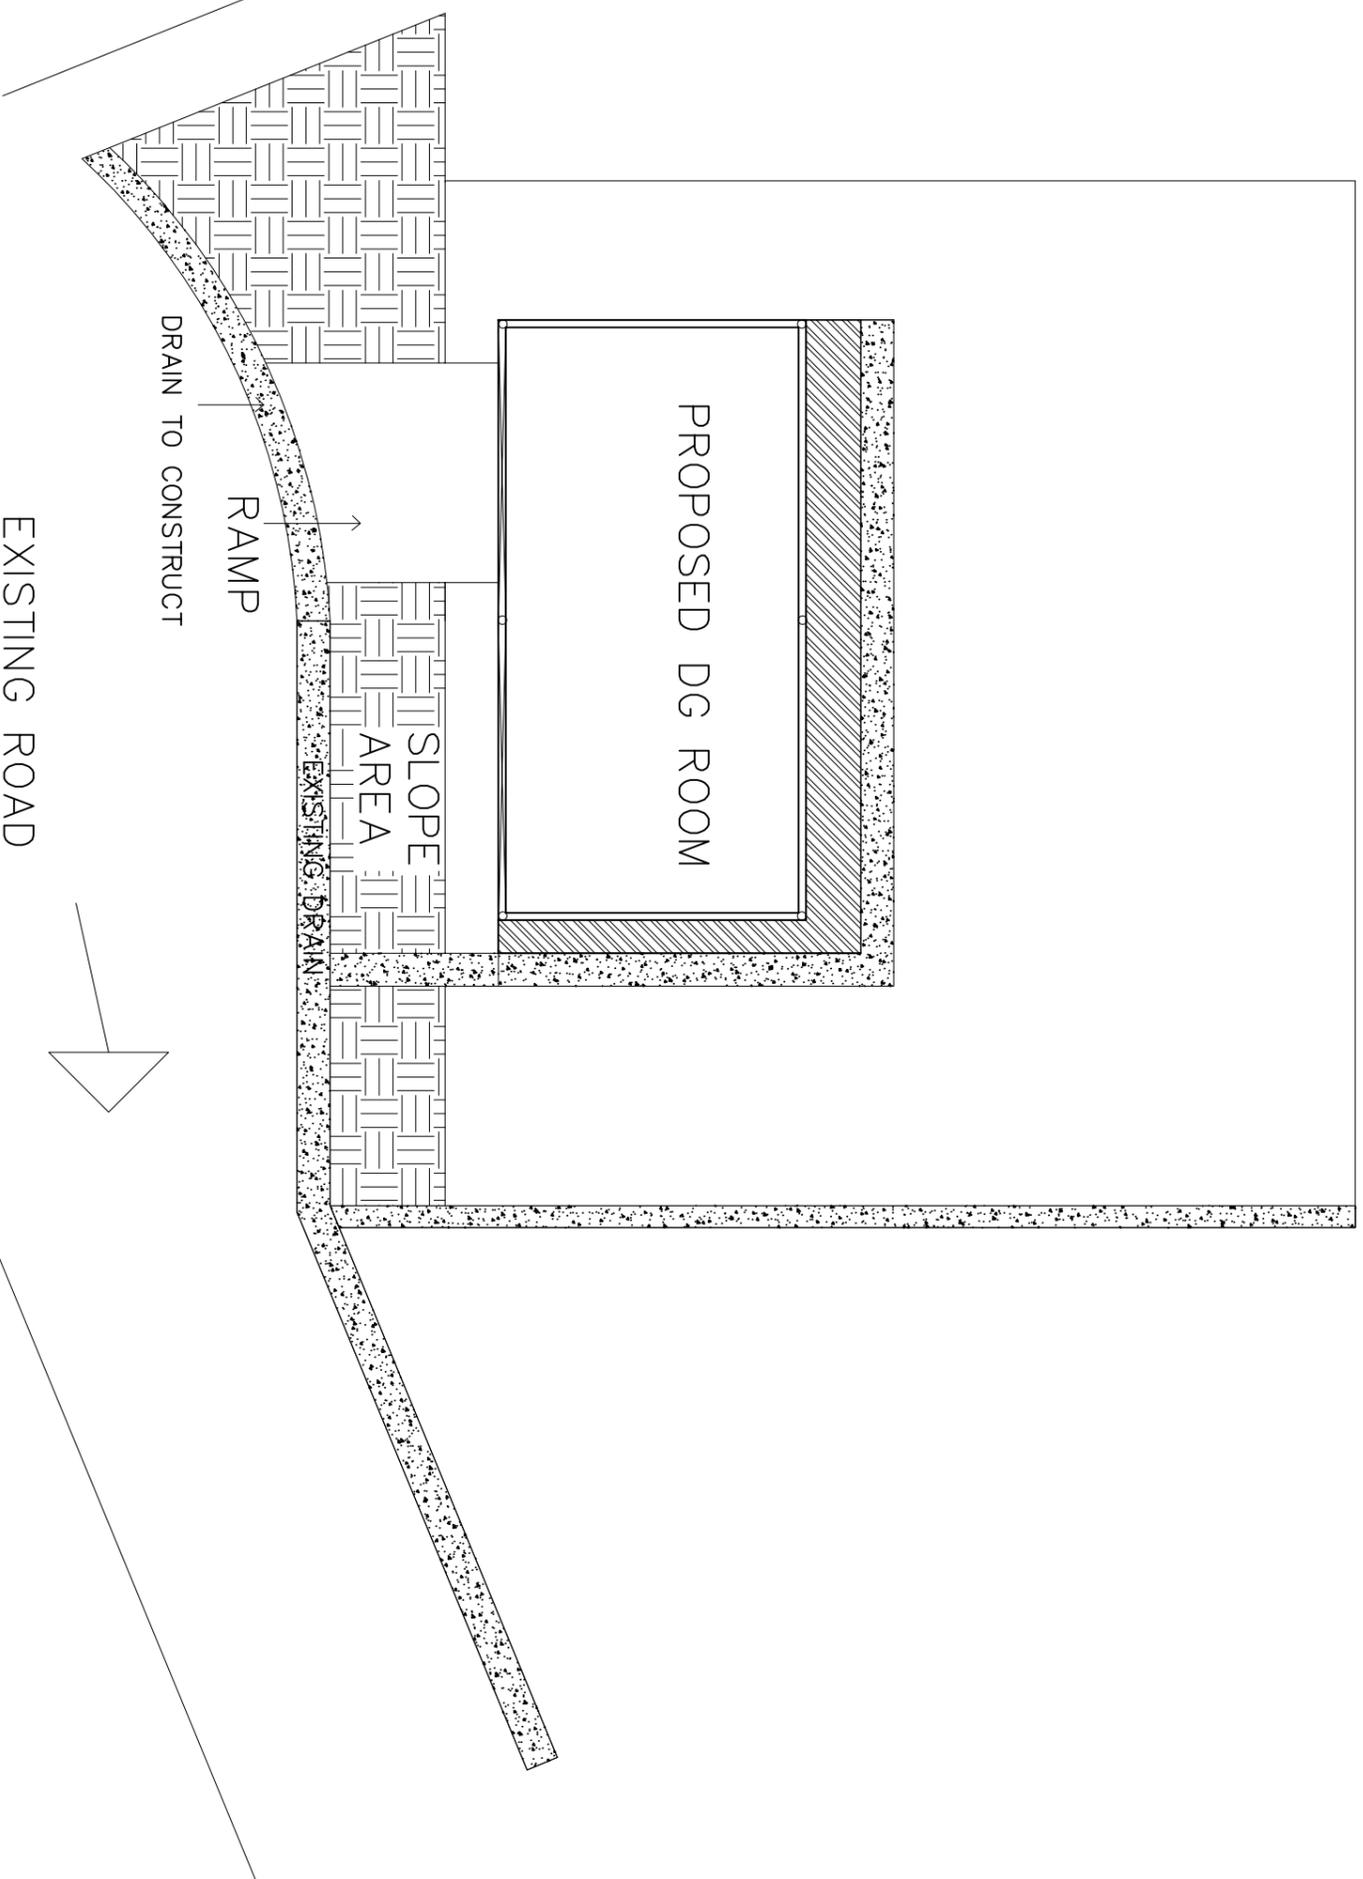 PROPOSED DG ROOM
SLOPE
AREA
EXISTING DRAIN
RAMP
DRAIN TO CONSTRUCT
EXISTING ROAD